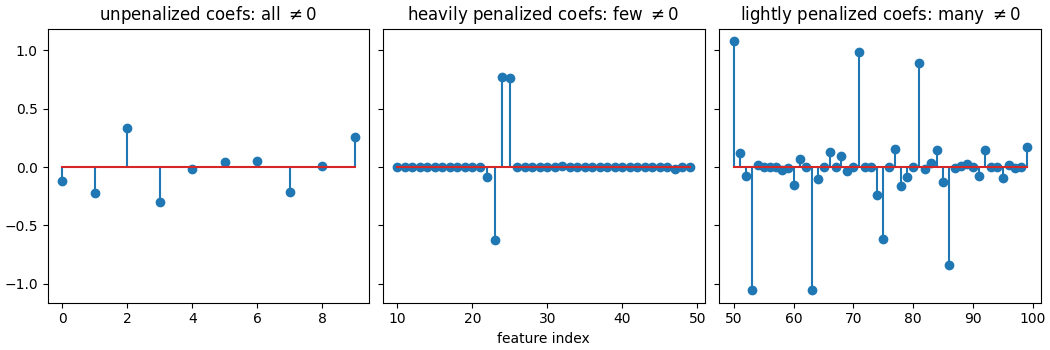 unpenalized coefs: all ≠0
heavily penalized coefs: few ≠0
lightly penalized coefs: many ≠0
1.0
0.5
0.0
−0.5
−1.0
0 2 4 6 8
10 20 30 40 50
50 60 70 80 90 100
feature index